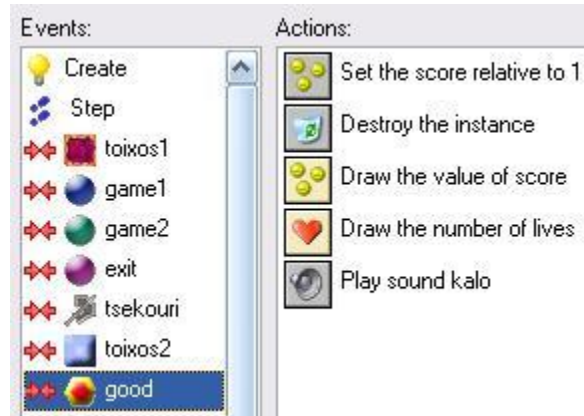 Events:
Create
Step
toixos1
game1
game2
exit
tsekouri
toixos2
good
Actions:
Set the score relative to 1
Destroy the instance
Draw the value of score
Draw the number of lives
Play sound kalo